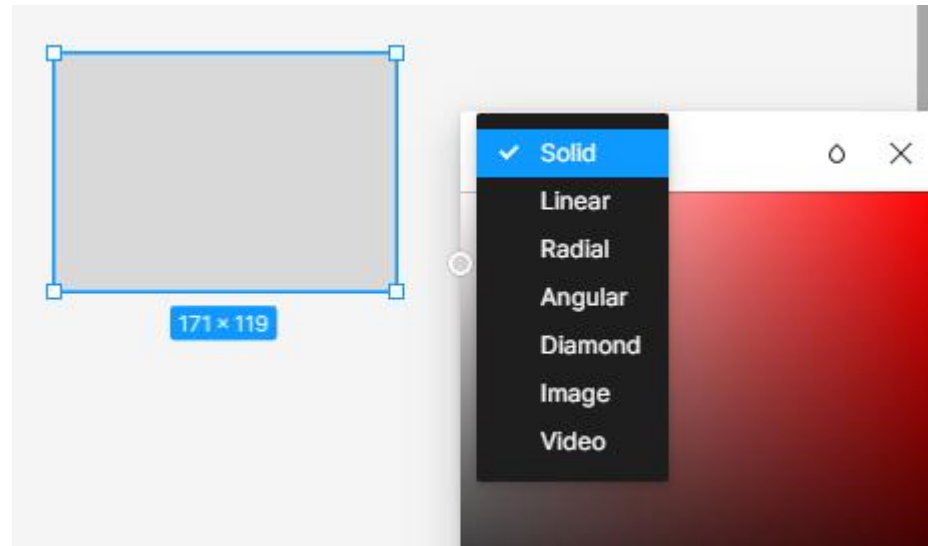 Solid
Linear
Radial
Angular
Diamond
Image
Video
171 × 119